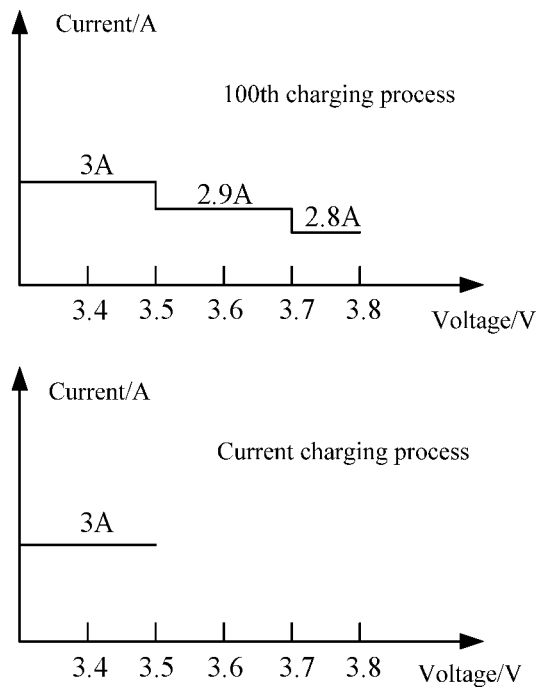 Current/A
100th charging process
3A
2.9A
2.8A
3.4 3.5 3.6 3.7 3.8
Voltage/V
Current/A
Current charging process
3A
3.4 3.5 3.6 3.7 3.8
Voltage/V